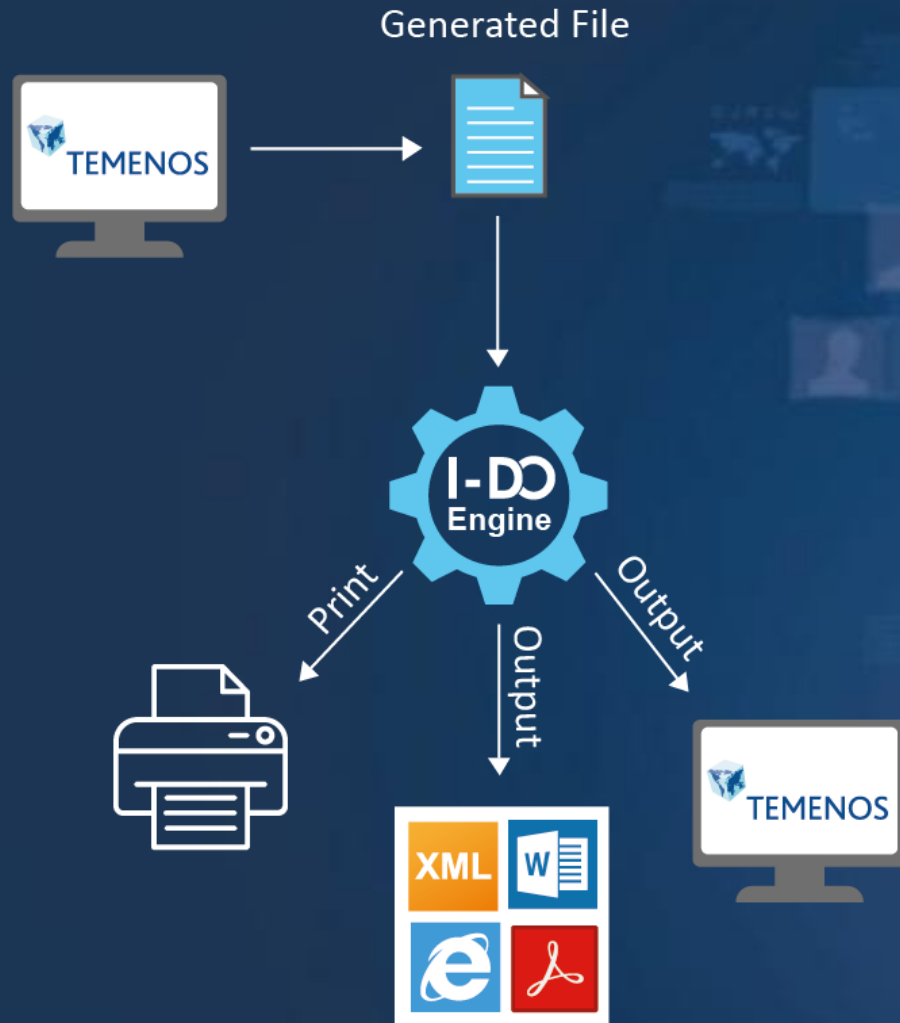 Generated File
TEMENOS
I-DO
Engine
Print
Output
Output
TEMENOS
XML
W